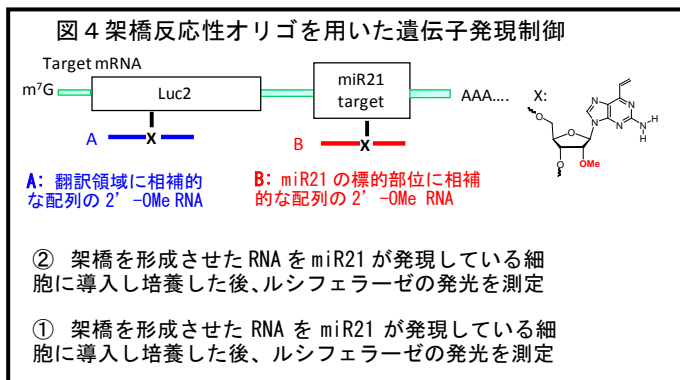 図４架橋反応性オリゴを用いた遺伝子発現制御
Target mRNA
m⁷G
Luc2
miR21
target
AAA....
X:
A
X
B
X
A: 翻訳領域に相補的
な配列の 2’-OMe RNA
B: miR21 の標的部位に相補
的な配列の 2’-OMe RNA
N
N
N
N
N
H
H
O
O
O
OMe
② 架橋を形成させた RNA を miR21 が発現している細
胞に導入し培養した後、ルシフェラーゼの発光を測定
① 架橋を形成させた RNA を miR21 が発現している細
胞に導入し培養した後、ルシフェラーゼの発光を測定